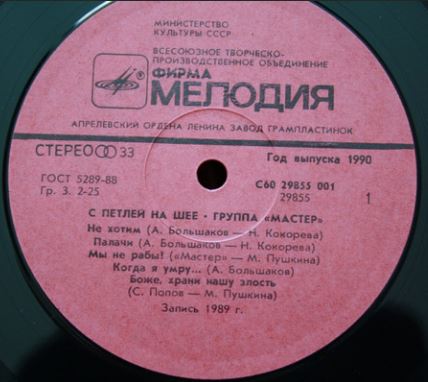 МИНИСТЕРСТВО
КУЛЬТУРЫ СССР
ВСЕСОЮЗНОЕ ТВОРЧЕСКО-
ПРОИЗВОДСТВЕННОЕ ОБЪЕДИНЕНИЕ
ФИРМА
МЕЛОДИЯ
АПРЕЛЕВСКИЙ ОРДЕНА ЛЕНИНА ЗАВОД ГРАМПЛАСТИНОК
СТЕРЕО 33
Год выпуска 1990
ГОСТ 5289-88
Гр. 3. 2-25
С60 29855 001
29855
1
С ПЕТЛЕЙ НА ШЕЕ · ГРУППА «МАСТЕР»
Не хотим (А. Большаков — Н. Кокорева)
Палачи (А. Большаков — Н. Кокорева)
Мы не рабы! («Мастер» — М. Пушкина)
Когда я умру... (А. Большаков)
Боже, храни нашу злость
(С. Попов — М. Пушкина)
Запись 1989 г.